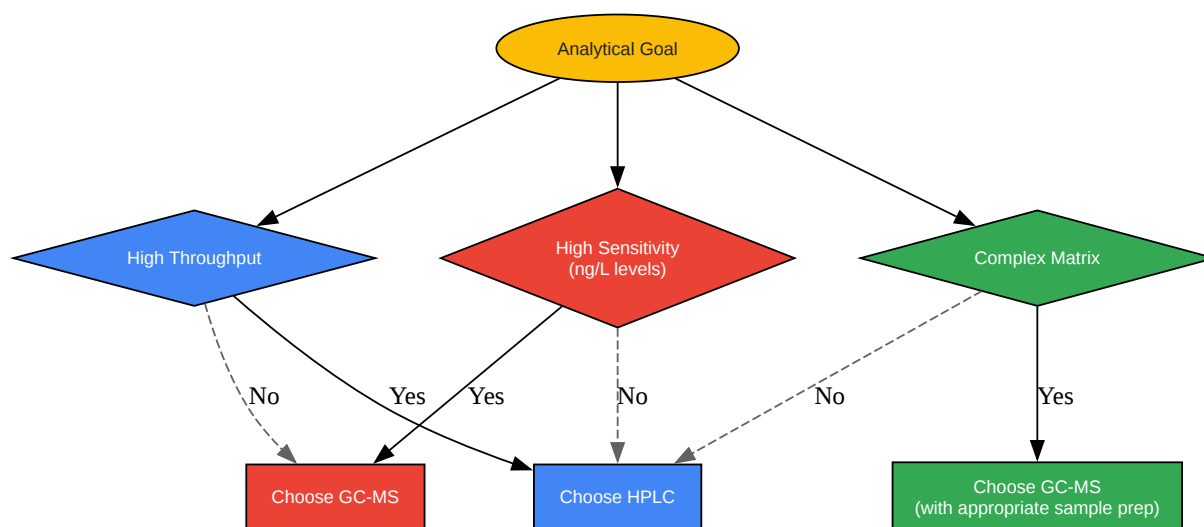 Analytical Goal
High Throughput
High Sensitivity
(ng/L levels)
Complex Matrix
No
Yes
Yes
No
No
Yes
Choose GC-MS
Choose HPLC
Choose GC-MS
(with appropriate sample prep)